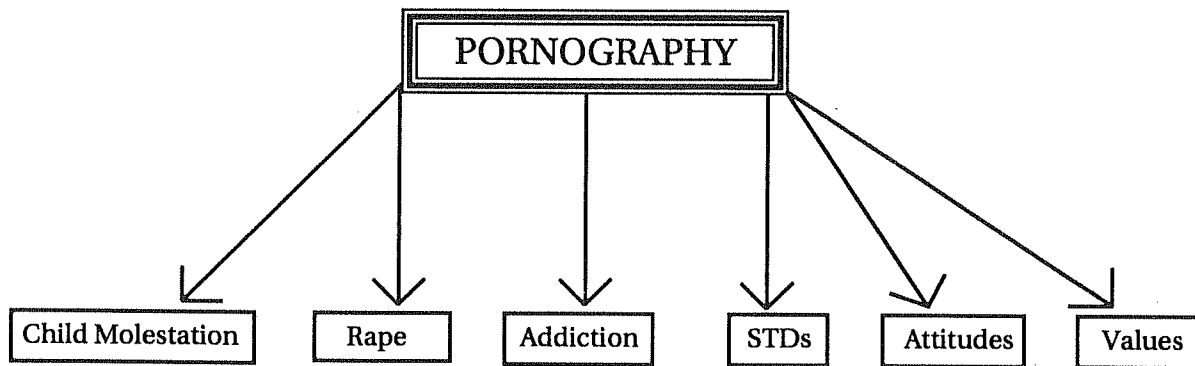 PORNOGRAPHY
Child Molestation
Rape
Addiction
STDs
Attitudes
Values